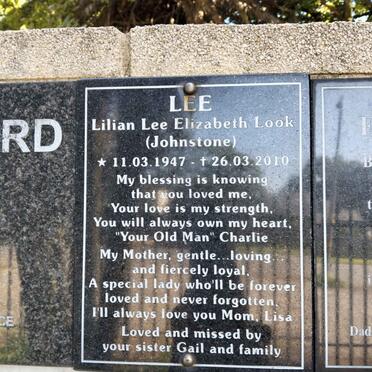 LEE
Lilian Lee Elizabeth Look
(Johnstone)
★ 11.03.1947 - † 26.03.2010
My blessing is knowing
that you loved me,
Your love is my strength,
You will always own my heart,
"Your Old Man" Charlie
My Mother, gentle...loving...
and fiercely loyal,
A special lady who'll be forever
loved and never forgotten,
I'll always love you Mom, Lisa
Loved and missed by
your sister Gail and family
RD
CE
Dad